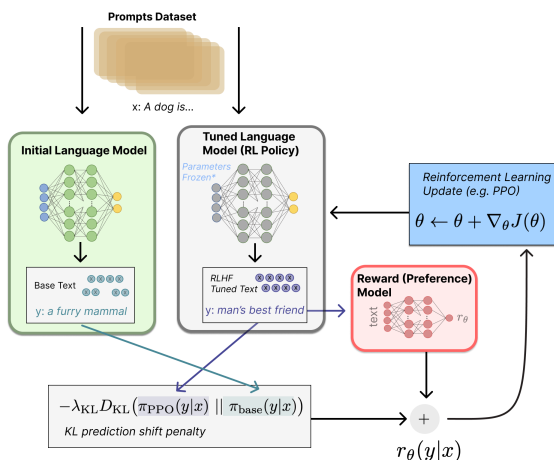 Prompts Dataset
x: A dog is...
Initial Language Model
Tuned Language
Model (RL Policy)
Parameters
Frozen*
Reinforcement Learning
Update (e.g. PPO)
θ ← θ + ∇θJ(θ)
Base Text
x x x x
x x x x
y: a furry mammal
RLHF
Tuned Text
x x x x
x x x x
y: man's best friend
Reward (Preference)
Model
text
rθ
−λKL DKL(πPPO(y|x) || πbase(y|x))
KL prediction shift penalty
+
rθ(y|x)